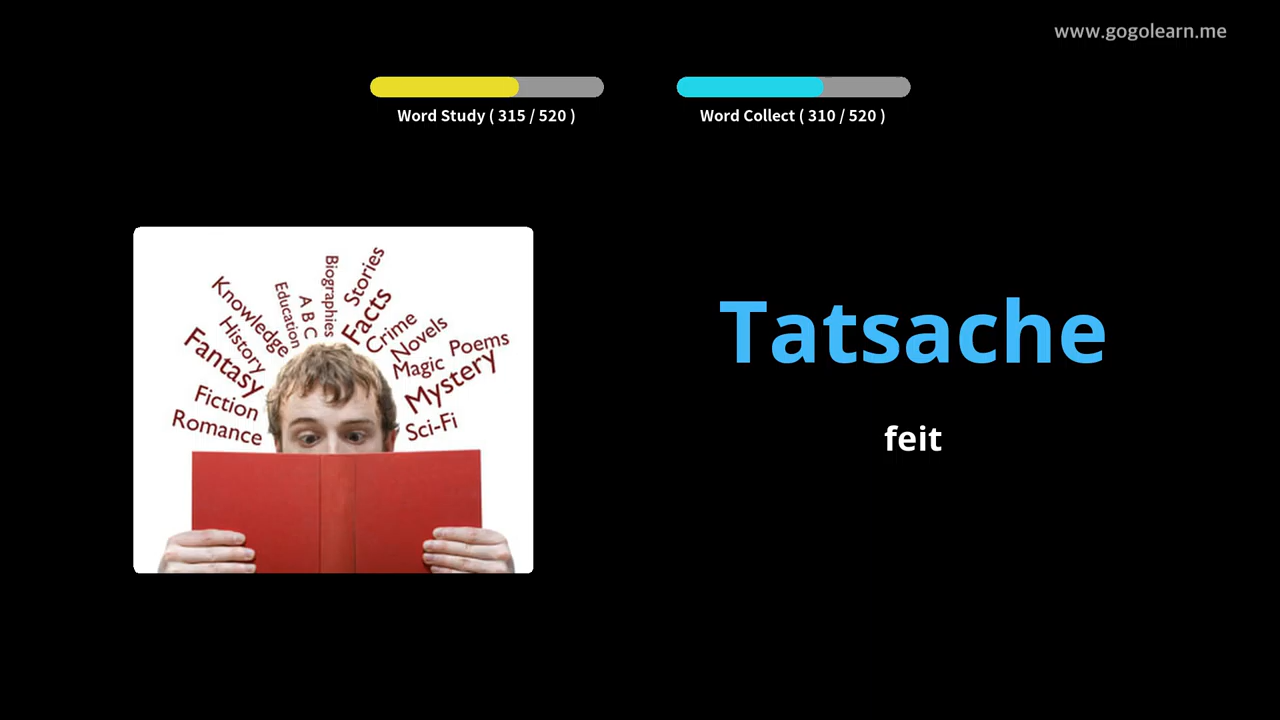 www.gogolearn.me
Word Study ( 315 / 520 )
Word Collect ( 310 / 520 )
Biographies
Stories
Facts
A B C
Education
Knowledge
History
Fantasy
Fiction
Romance
Crime
Novels
Poems
Magic
Mystery
Sci-Fi
Tatsache
feit